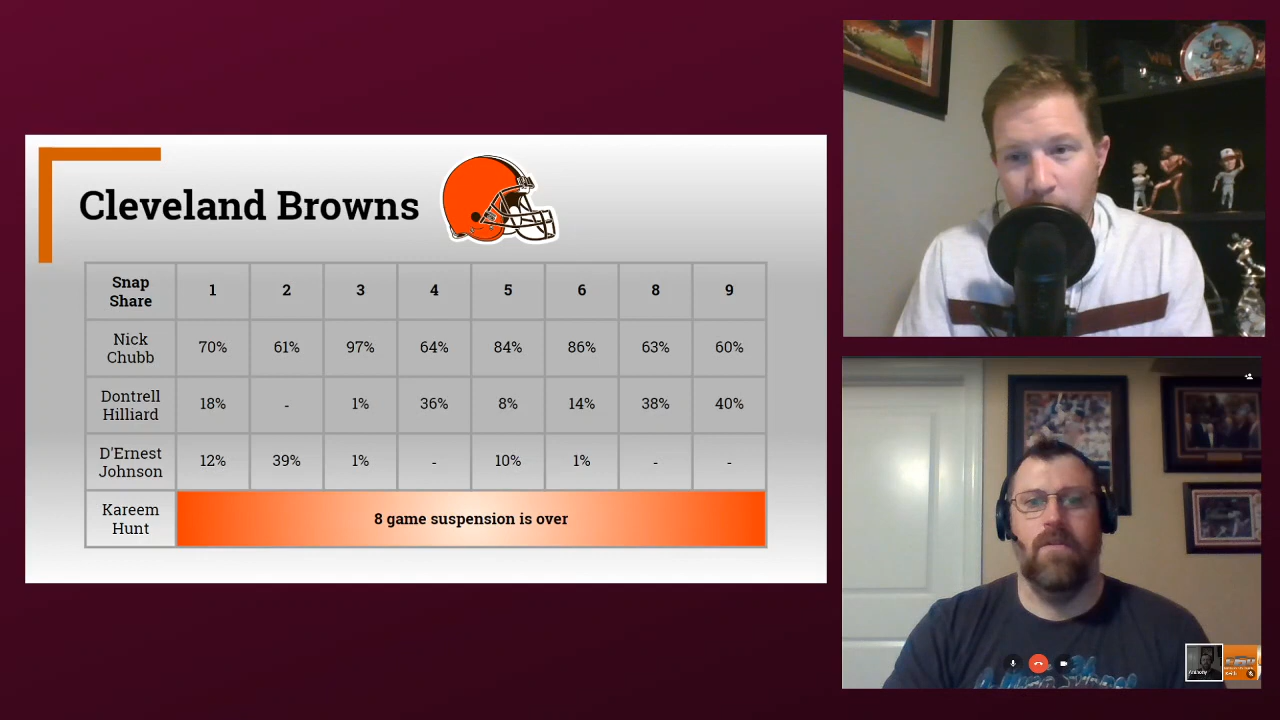 Cleveland Browns
Snap Share 1 2 3 4 5 6 8 9
Nick Chubb 70% 61% 97% 64% 84% 86% 63% 60%
Dontrell Hilliard 18% - 1% 36% 8% 14% 38% 40%
D'Ernest Johnson 12% 39% 1% - 10% 1% - -
Kareem Hunt 8 game suspension is over